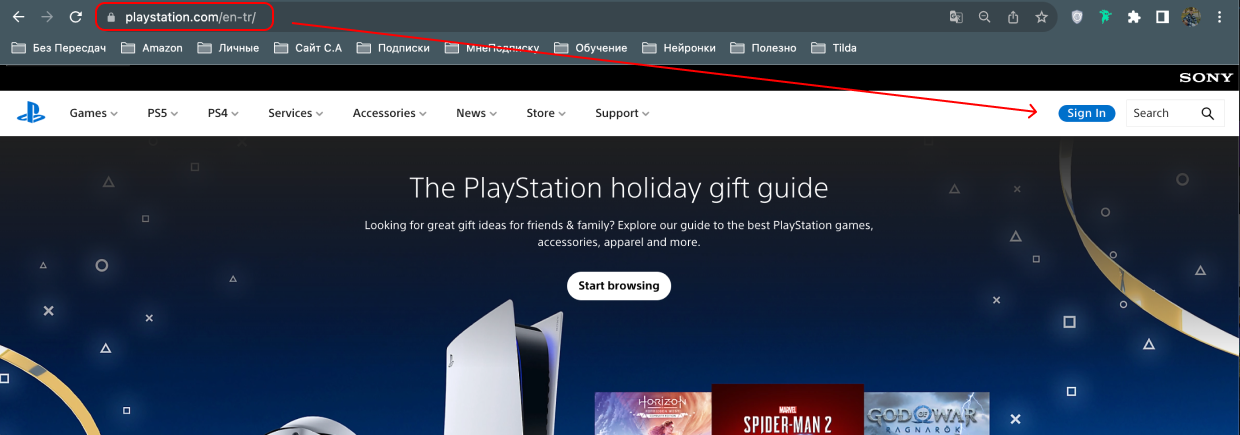 playstation.com/en-tr/
Без Пересдач Amazon Личные Сайт С.А Подписки МнеПодписку Обучение Нейронки Полезно Tilda
SONY
Games PS5 PS4 Services Accessories News Store Support Sign In Search
The PlayStation holiday gift guide
Looking for great gift ideas for friends & family? Explore our guide to the best PlayStation games,
accessories, apparel and more.
Start browsing
HORIZON
MARVEL
SPIDER-MAN 2
GOD OF WAR
RAGNARÖK